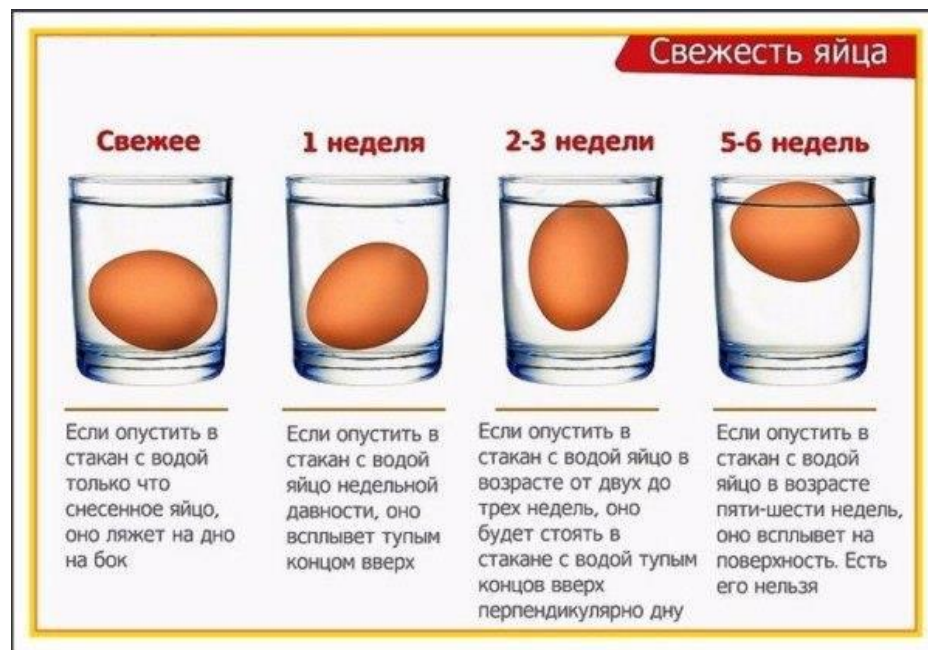 Свежесть яйца
Свежее
1 неделя
2-3 недели
5-6 недель
Если опустить в
стакан с водой
только что
снесенное яйцо,
оно ляжет на дно
на бок
Если опустить в
стакан с водой
яйцо недельной
давности, оно
всплывет тупым
концом вверх
Если опустить в
стакан с водой яйцо в
возрасте от двух до
трех недель, оно
будет стоять в
стакане с водой тупым
концов вверх
перпендикулярно дну
Если опустить в
стакан с водой
яйцо в возрасте
пяти-шести недель,
оно всплывет на
поверхность. Есть
его нельзя